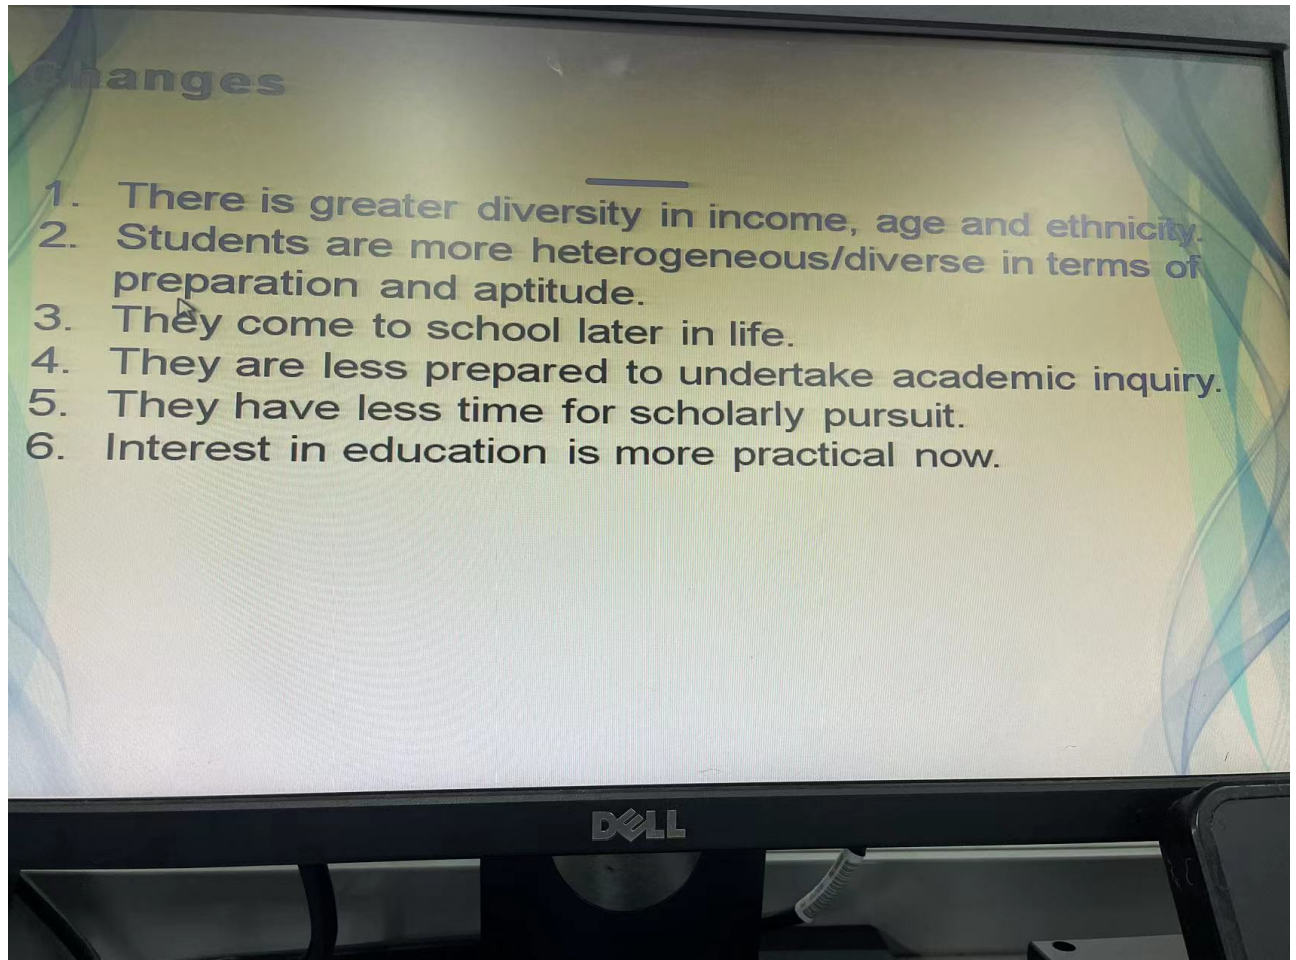 Changes
1. There is greater diversity in income, age and ethnicity.
2. Students are more heterogeneous/diverse in terms of
preparation and aptitude.
3. They come to school later in life.
4. They are less prepared to undertake academic inquiry.
5. They have less time for scholarly pursuit.
6. Interest in education is more practical now.
DELL